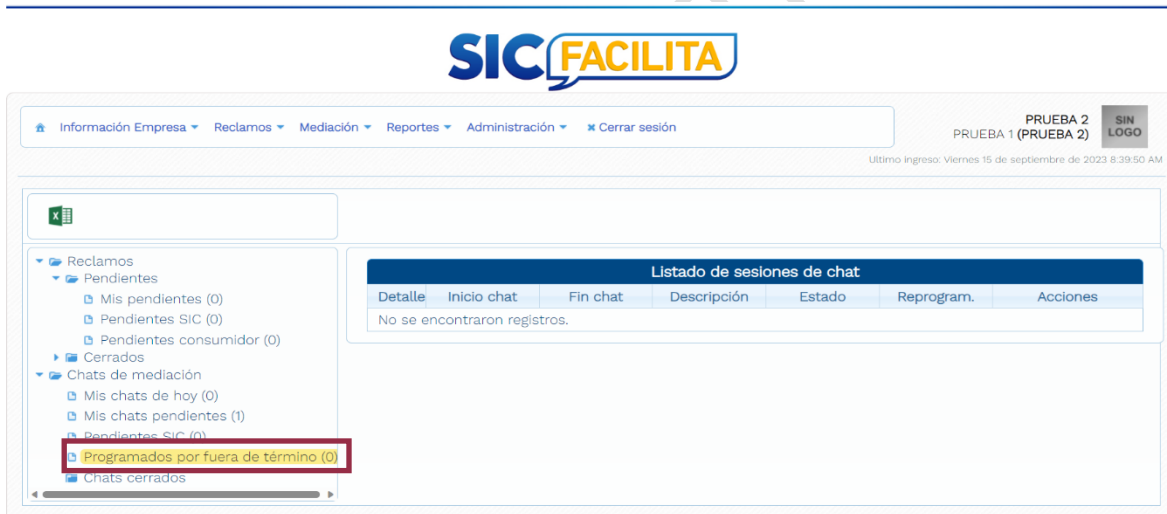 SIC FACILITA
Información Empresa Reclamos Mediación Reportes Administración Cerrar sesión
PRUEBA 2
PRUEBA 1 (PRUEBA 2)
SIN
LOGO
Ultimo ingreso: Viernes 15 de septiembre de 2023 8:39:50 AM
Reclamos
Pendientes
Mis pendientes (0)
Pendientes SIC (0)
Pendientes consumidor (0)
Cerrados
Chats de mediación
Mis chats de hoy (0)
Mis chats pendientes (1)
Pendientes SIC (0)
Programados por fuera de término (0)
Chats cerrados
Listado de sesiones de chat
Detalle Inicio chat Fin chat Descripción Estado Reprogram. Acciones
No se encontraron registros.